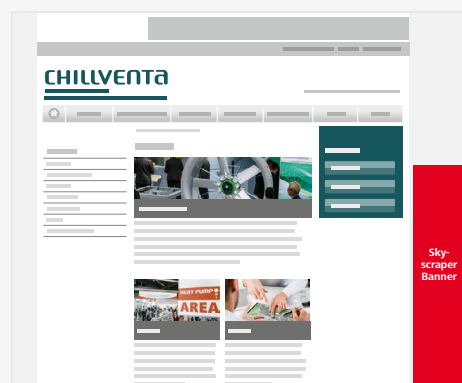 CHILLVENTA
HEAT PUMP
AREA
Sky-
scraper
Banner